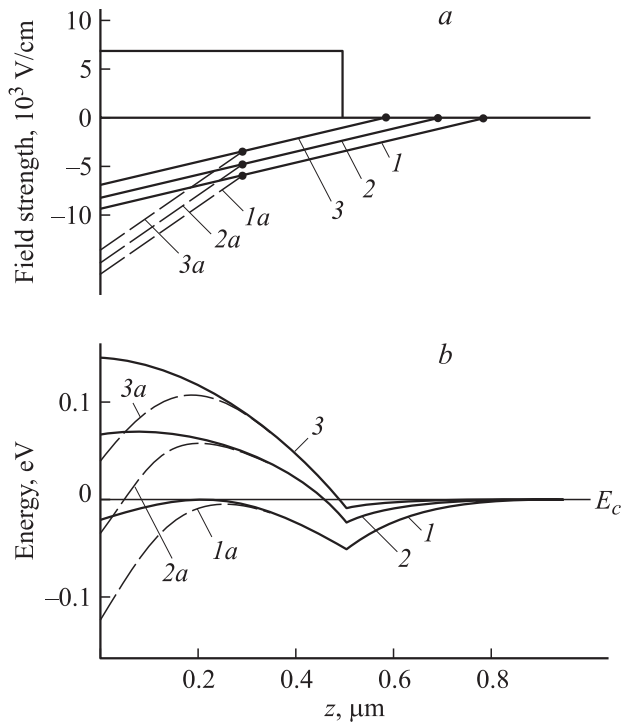 a
Field strength, 10³ V/cm
10
5
0
–5
–10
1
2
3
1a
2a
3a
b
Energy, eV
0.1
0
–0.1
3a
3
E_c
1
2
1a
2a
0.2
0.4
0.6
0.8
z, μm